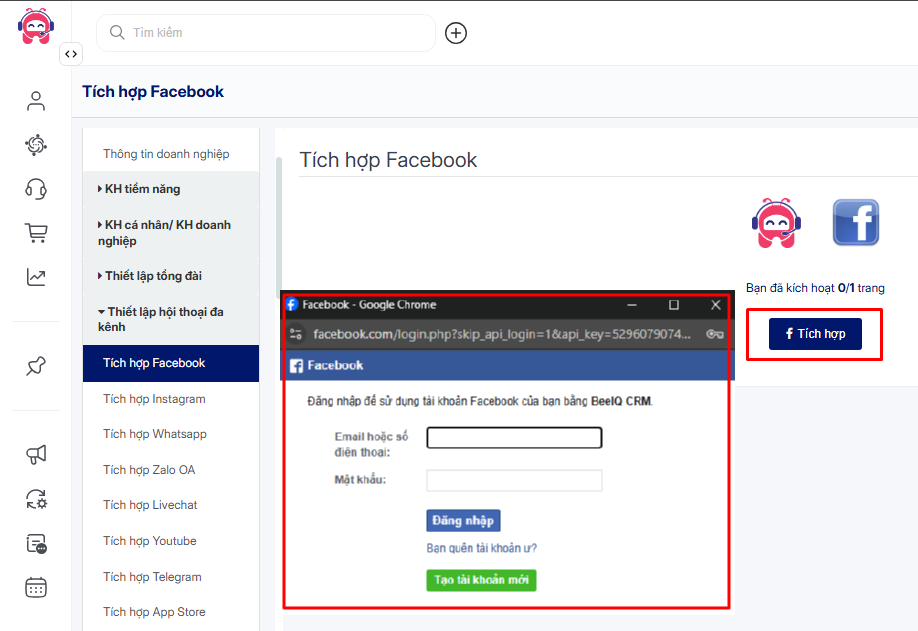 Tìm kiếm
Tích hợp Facebook
Thông tin doanh nghiệp
KH tiềm năng
KH cá nhân/ KH doanh
nghiệp
Thiết lập tổng đài
Thiết lập hội thoại đa
kênh
Tích hợp Facebook
Tích hợp Instagram
Tích hợp Whatsapp
Tích hợp Zalo OA
Tích hợp Livechat
Tích hợp Youtube
Tích hợp Telegram
Tích hợp App Store
Tích hợp Facebook
Bạn đã kích hoạt 0/1 trang
Tích hợp
Facebook - Google Chrome
facebook.com/login.php?skip_api_login=1&api_key=5296079074...
Facebook
Đăng nhập để sử dụng tài khoản Facebook của bạn bằng BeeIQ CRM.
Email hoặc số
điện thoại:
Mật khẩu:
Đăng nhập
Bạn quên tài khoản ư?
Tạo tài khoản mới